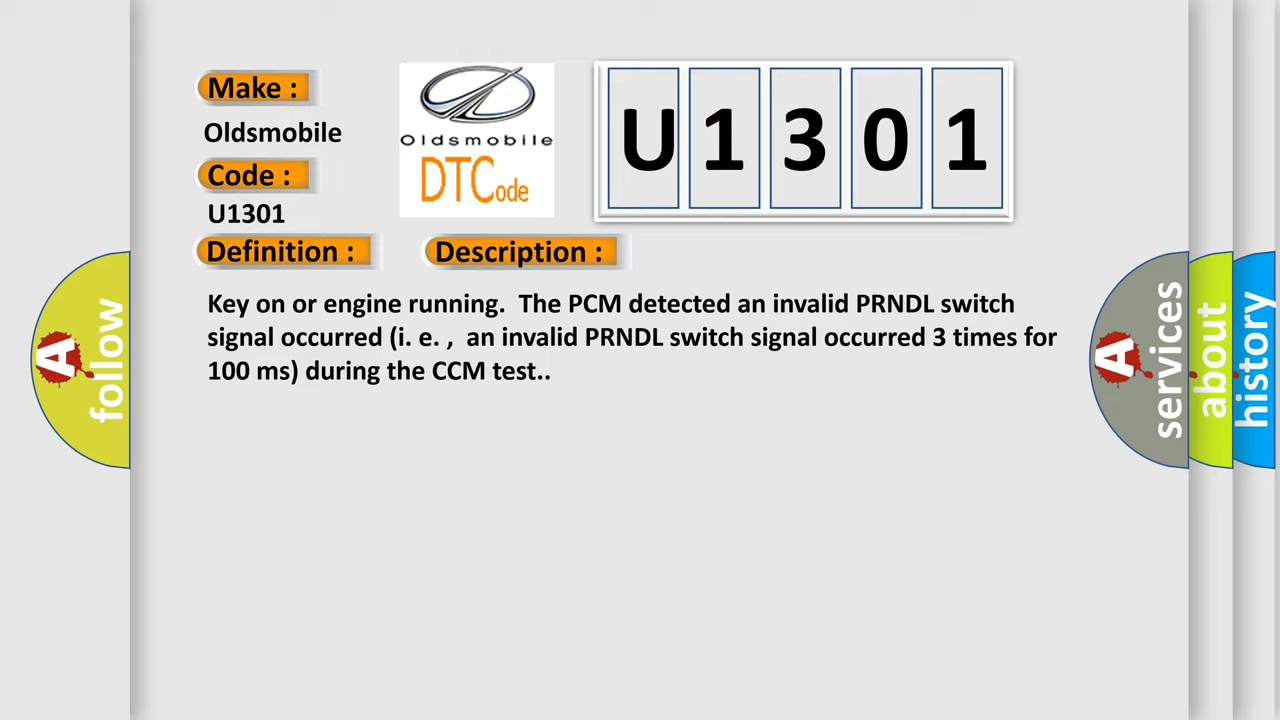 Make :
Oldsmobile
Code :
U1301
Definition :
Description :
Oldsmobile
DTCode
U1301
Key on or engine running  The PCM detected an invalid PRNDL switch
signal occurred (i. e. ,  an invalid PRNDL switch signal occurred 3 times for
100 ms) during the CCM test..
A
follow
A
services
about
history